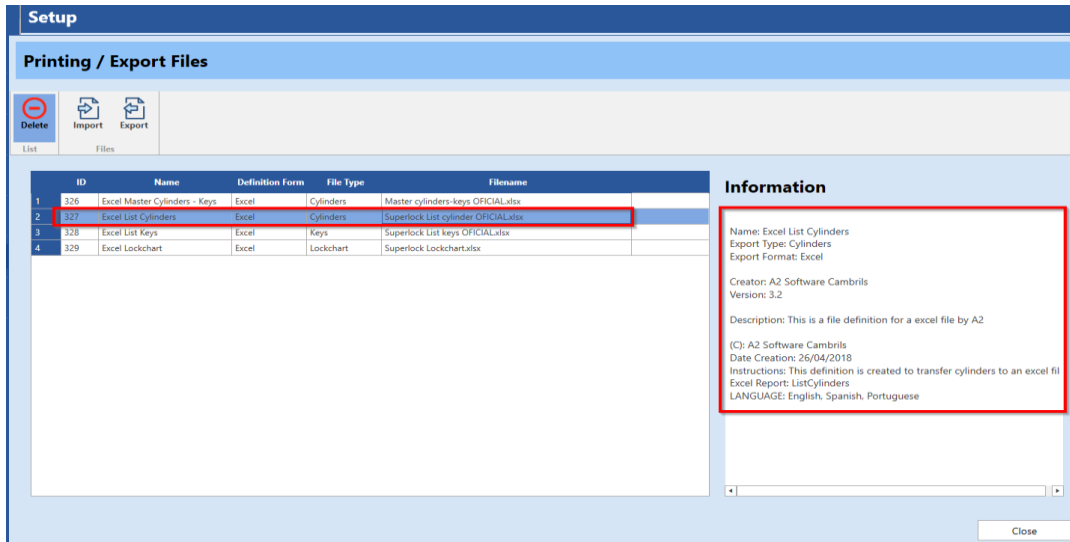 Setup
Printing / Export Files
Delete
Import
Export
List
Files
ID Name Definition Form File Type Filename
1 326 Excel Master Cylinders - Keys Excel Cylinders Master cylinders-keys OFICIAL.xlsx
2 327 Excel List Cylinders Excel Cylinders Superlock List cylinder OFICIAL.xlsx
3 328 Excel List Keys Excel Keys Superlock List keys OFICIAL.xlsx
4 329 Excel Lockchart Excel Lockchart Superlock Lockchart.xlsx
Information
Name: Excel List Cylinders
Export Type: Cylinders
Export Format: Excel
Creator: A2 Software Cambrils
Version: 3.2
Description: This is a file definition for a excel file by A2
(C): A2 Software Cambrils
Date Creation: 26/04/2018
Instructions: This definition is created to transfer cylinders to an excel fil
Excel Report: ListCylinders
LANGUAGE: English, Spanish, Portuguese
Close